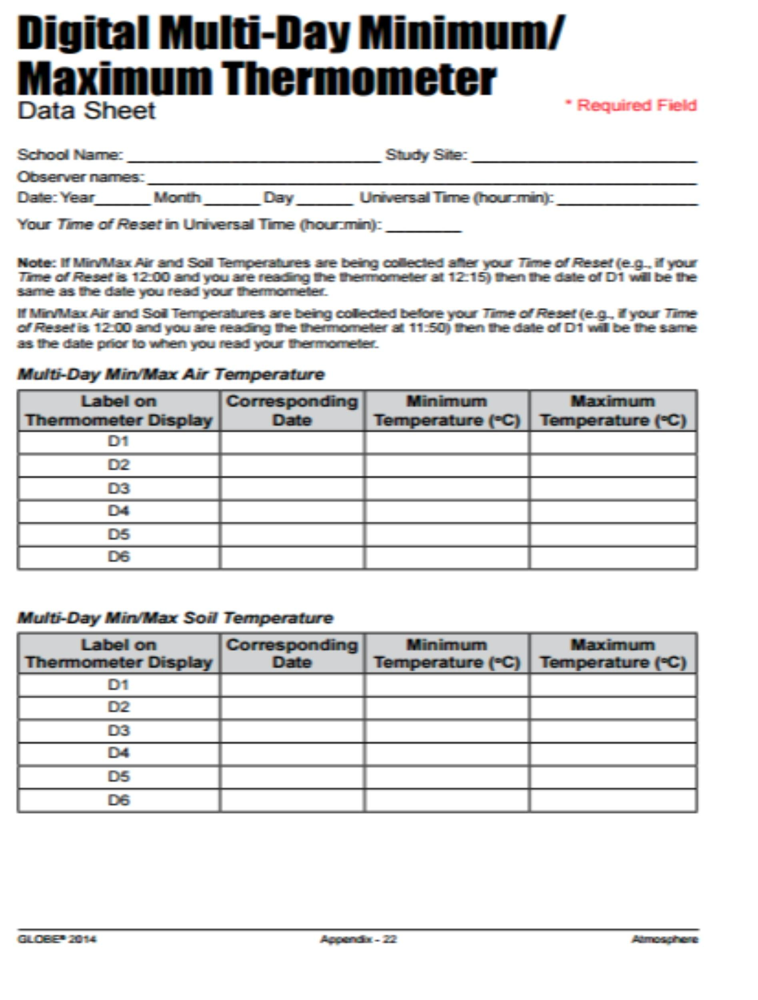 Digital Multi-Day Minimum/
Maximum Thermometer
Data Sheet
* Required Field
School Name: ______________________ Study Site: ____________________
Observer names: ________________________________________________
Date: Year_____ Month _____ Day _____ Universal Time (hour:min): ____________
Your Time of Reset in Universal Time (hour:min): _______
Note: If Min/Max Air and Soil Temperatures are being collected after your Time of Reset (e.g., if your
Time of Reset is 12:00 and you are reading the thermometer at 12:15) then the date of D1 will be the
same as the date you read your thermometer.
If Min/Max Air and Soil Temperatures are being collected before your Time of Reset (e.g., if your Time
of Reset is 12:00 and you are reading the thermometer at 11:50) then the date of D1 will be the same
as the date prior to when you read your thermometer.
Multi-Day Min/Max Air Temperature
Label on Corresponding Minimum Maximum
Thermometer Display Date Temperature (°C) Temperature (°C)
D1
D2
D3
D4
D5
D6
Multi-Day Min/Max Soil Temperature
Label on Corresponding Minimum Maximum
Thermometer Display Date Temperature (°C) Temperature (°C)
D1
D2
D3
D4
D5
D6
GLOBE® 2014 Appendix - 22 Atmosphere